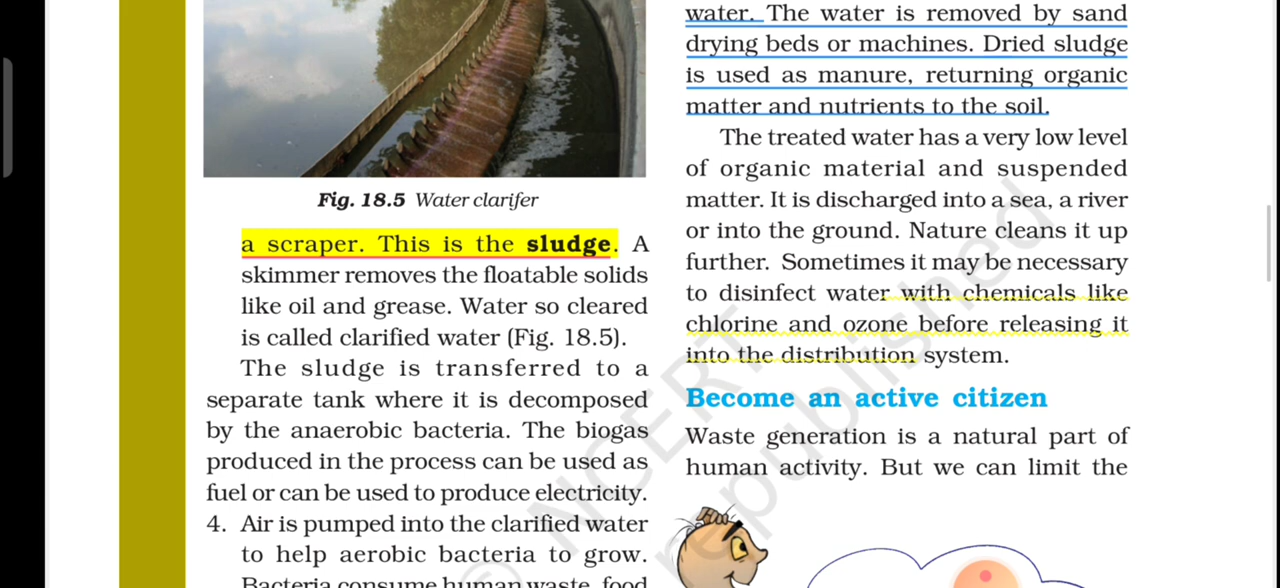 Fig. 18.5 Water clarifer
a scraper. This is the sludge. A
skimmer removes the floatable solids
like oil and grease. Water so cleared
is called clarified water (Fig. 18.5).
The sludge is transferred to a
separate tank where it is decomposed
by the anaerobic bacteria. The biogas
produced in the process can be used as
fuel or can be used to produce electricity.
4. Air is pumped into the clarified water
to help aerobic bacteria to grow.
Bacteria consume human waste, food
water. The water is removed by sand
drying beds or machines. Dried sludge
is used as manure, returning organic
matter and nutrients to the soil.
The treated water has a very low level
of organic material and suspended
matter. It is discharged into a sea, a river
or into the ground. Nature cleans it up
further. Sometimes it may be necessary
to disinfect water with chemicals like
chlorine and ozone before releasing it
into the distribution system.
Become an active citizen
Waste generation is a natural part of
human activity. But we can limit the
© NCERT
republished